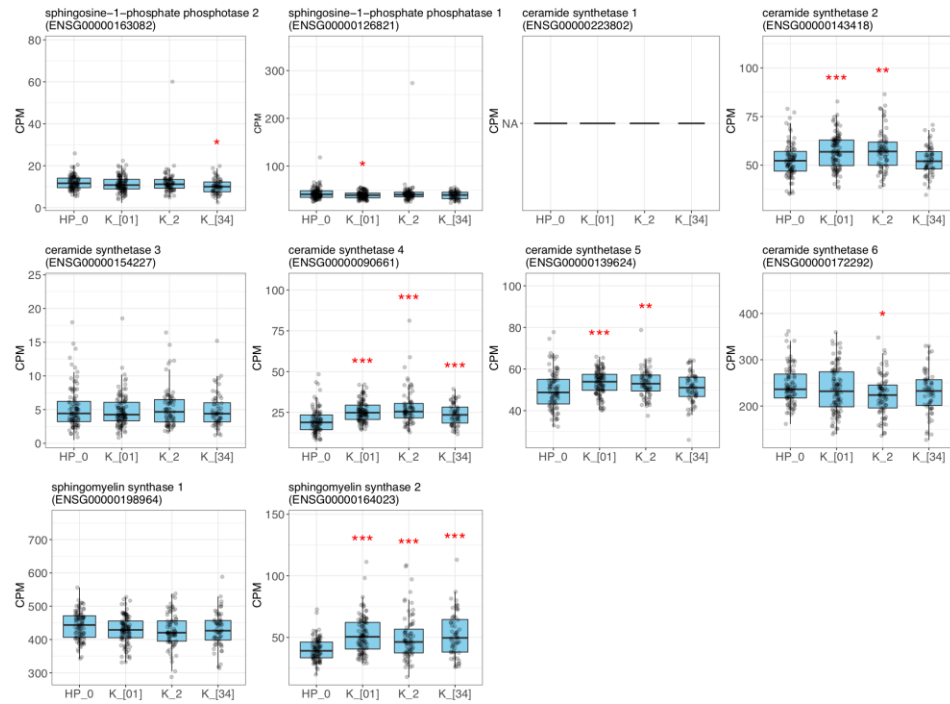 sphingosine-1-phosphate phosphotase 2
(ENSG00000163082)
CPM
80
60
40
20
0
*
HP_0 K_[01] K_2 K_[34]
sphingosine-1-phosphate phosphatase 1
(ENSG00000126821)
CPM
300
200
100
0
*
HP_0 K_[01] K_2 K_[34]
ceramide synthetase 1
(ENSG00000223802)
CPM
NA
HP_0 K_[01] K_2 K_[34]
ceramide synthetase 2
(ENSG00000143418)
CPM
100
75
50
*** **
HP_0 K_[01] K_2 K_[34]
ceramide synthetase 3
(ENSG00000154227)
CPM
25
20
15
10
5
0
HP_0 K_[01] K_2 K_[34]
ceramide synthetase 4
(ENSG00000090661)
CPM
100
75
50
25
0
*** *** ***
HP_0 K_[01] K_2 K_[34]
ceramide synthetase 5
(ENSG00000139624)
CPM
100
80
60
40
*** **
HP_0 K_[01] K_2 K_[34]
ceramide synthetase 6
(ENSG00000172292)
CPM
400
300
200
*
HP_0 K_[01] K_2 K_[34]
sphingomyelin synthase 1
(ENSG00000198964)
CPM
700
600
500
400
300
HP_0 K_[01] K_2 K_[34]
sphingomyelin synthase 2
(ENSG00000164023)
CPM
150
100
50
0
*** *** ***
HP_0 K_[01] K_2 K_[34]